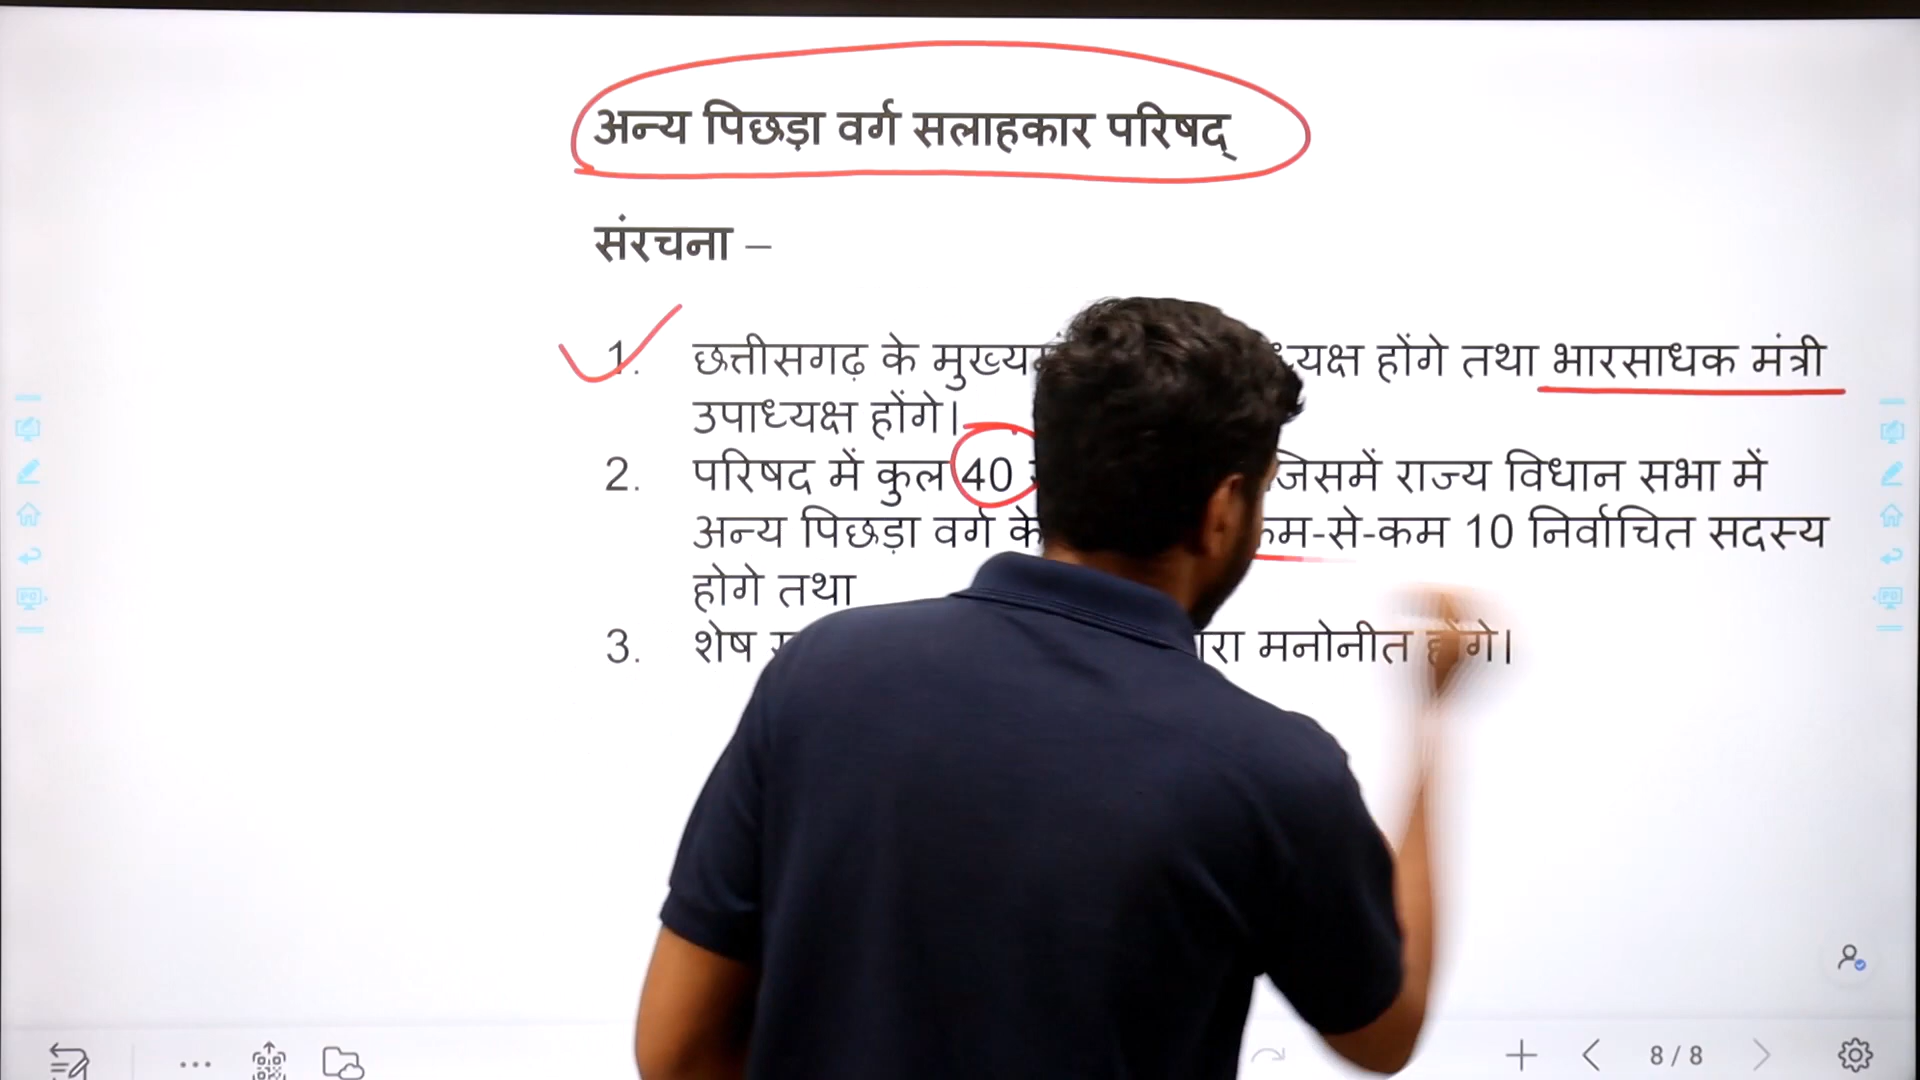 अन्य पिछड़ा वर्ग सलाहकार परिषद्
संरचना –
1. छत्तीसगढ़ के होंगे तथा भारसाधक मंत्री
उपाध्यक्ष होंगे।
2. परिषद में कुल 40 जिसमें राज्य विधान सभा में
अन्य पिछड़ा वर्ग के कम-से-कम 10 निर्वाचित सदस्य
होगे तथा
3. शेष मनोनीत होंगे।
8 / 8